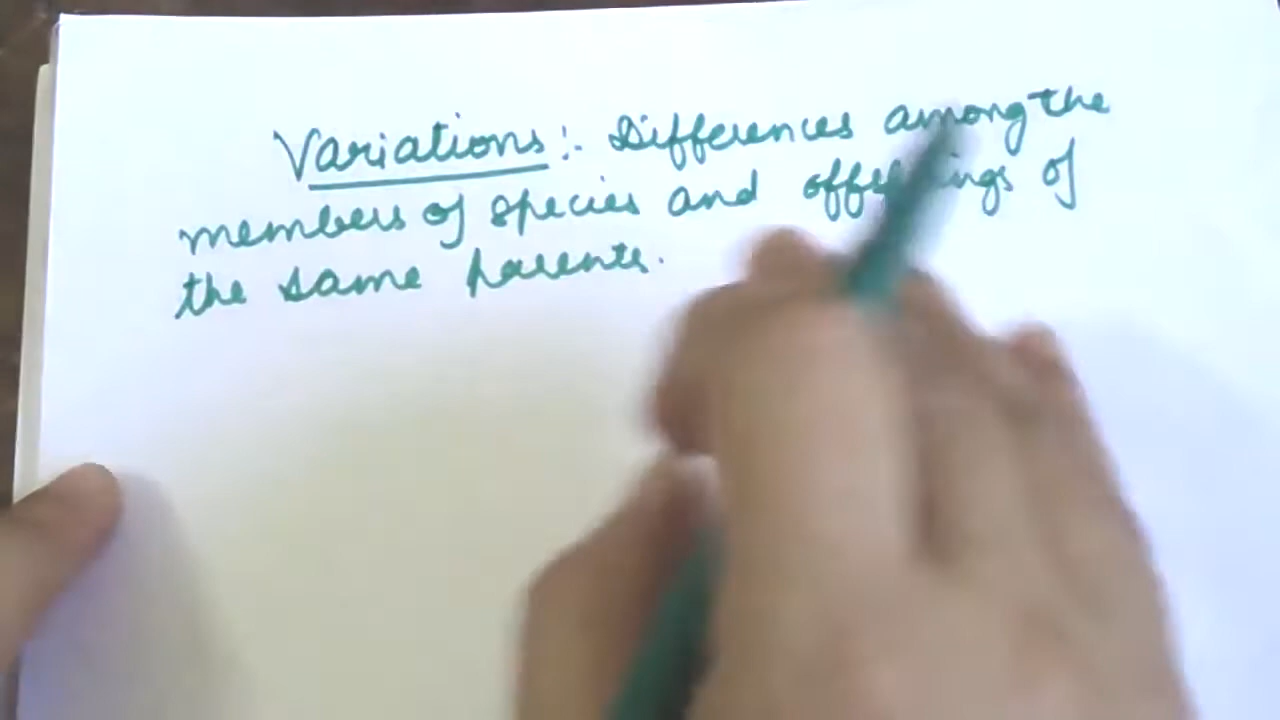 Variations :- Differences among the
members of species and offsprings of
the same parents.